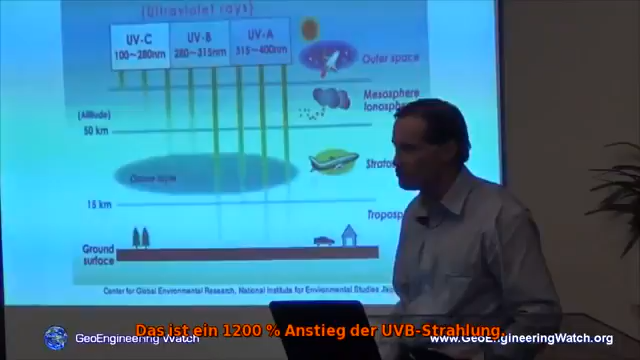 (Ultraviolet rays)
UV-C
100~280nm
UV-B
280~315nm
UV-A
315~400nm
Outer space
Mesosphere
Ionosphere
(Altitude)
50 km
Ozone layer
15 km
Ground
surface
Center for Global Environmental Research, National Institute for Environmental Studies
Das ist ein 1200 % Anstieg der UVB-Strahlung,
GeoEngineering Watch
www.GeoEngineeringWatch.org